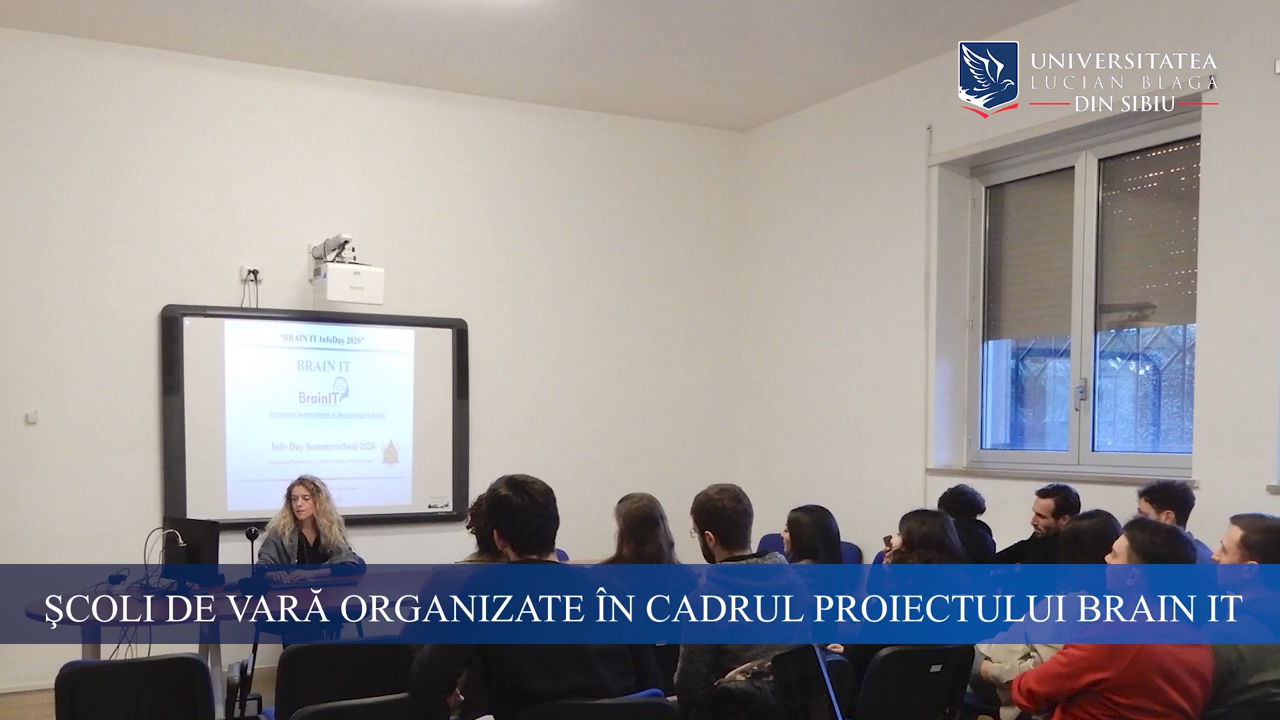 UNIVERSITATEA
LUCIAN BLAGA
DIN SIBIU
"BRAIN IT InfoDay 2020"
BRAIN IT
BrainIT
Info Day Summerschool 2020
ŞCOLI DE VARĂ ORGANIZATE ÎN CADRUL PROIECTULUI BRAIN IT